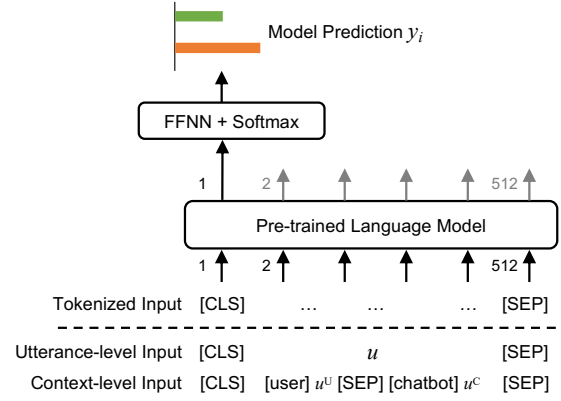 Model Prediction yᵢ
FFNN + Softmax
1 2 512
Pre-trained Language Model
1 2 512
Tokenized Input [CLS] ... ... ... [SEP]
Utterance-level Input [CLS] u [SEP]
Context-level Input [CLS] [user] uᵁ [SEP] [chatbot] uᶜ [SEP]